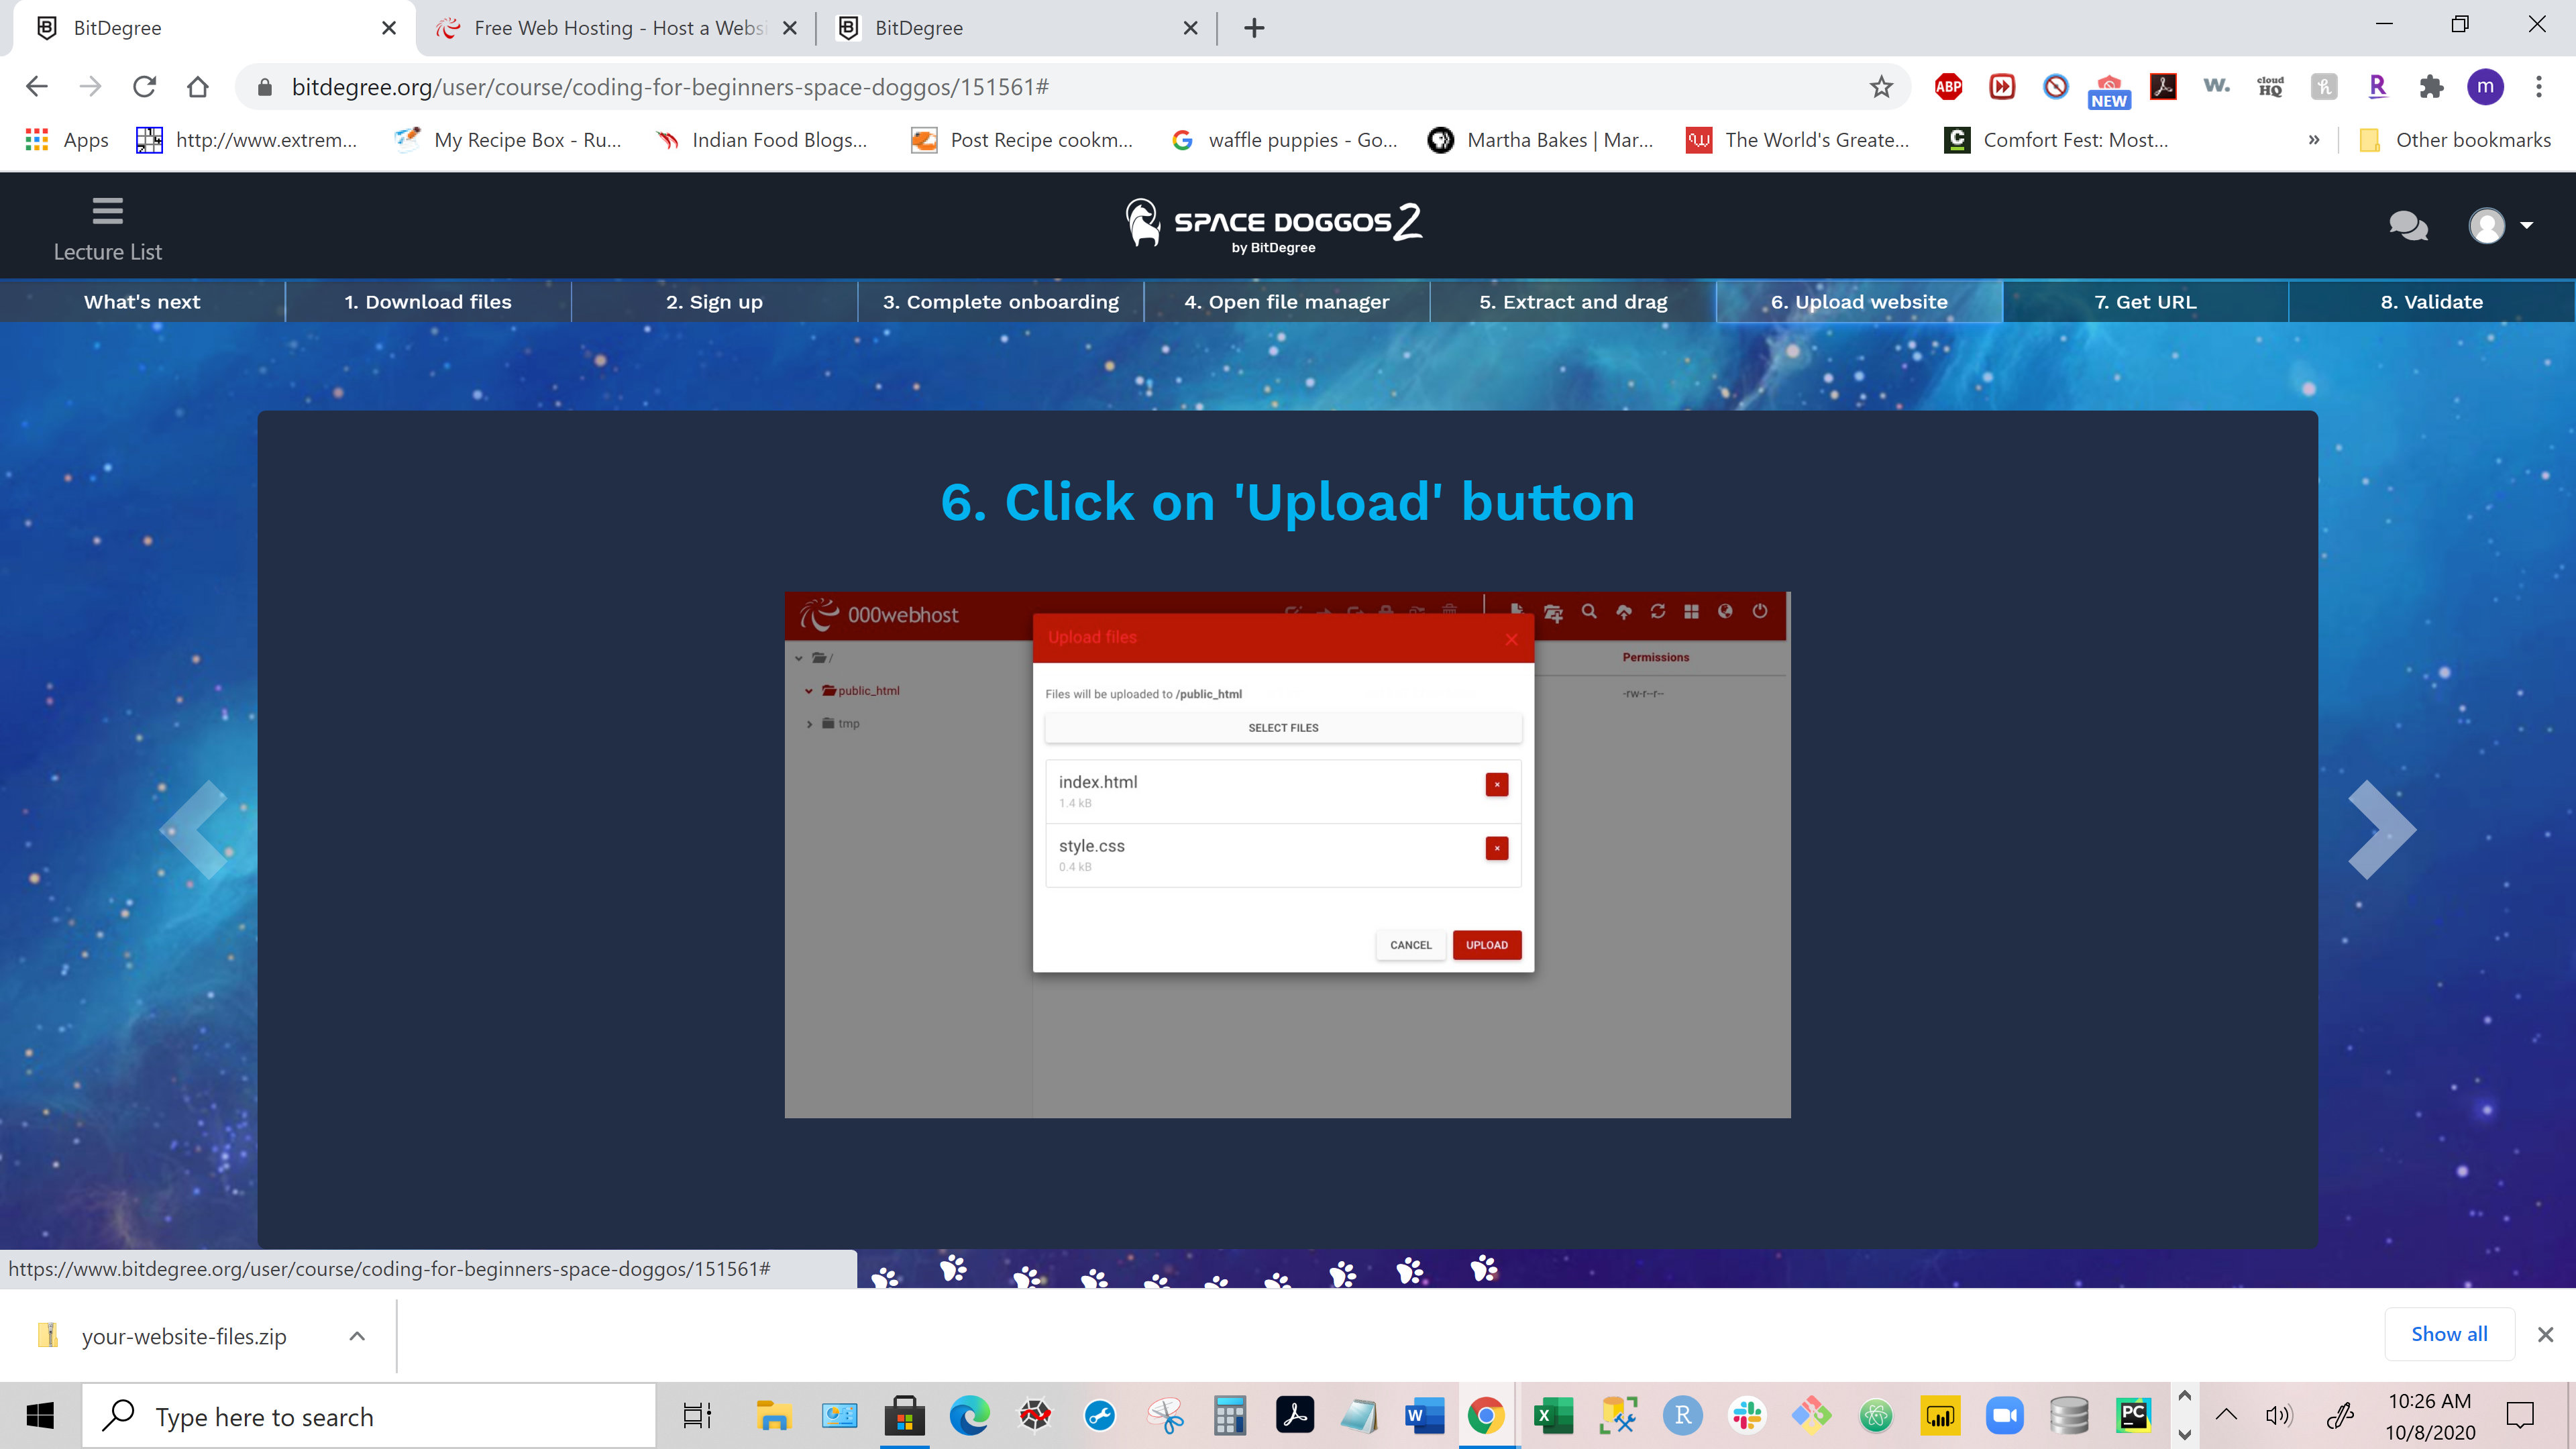 BitDegree
Free Web Hosting - Host a Websi
BitDegree
bitdegree.org/user/course/coding-for-beginners-space-doggos/151561#
ABP
NEW
W.
cloud HQ
h
R
m
Apps
http://www.extrem...
My Recipe Box - Ru...
Indian Food Blogs...
Post Recipe cookm...
waffle puppies - Go...
Martha Bakes | Mar...
The World's Greate...
Comfort Fest: Most...
»
Other bookmarks
Lecture List
SPACE DOGGOS 2
by BitDegree
What's next
1. Download files
2. Sign up
3. Complete onboarding
4. Open file manager
5. Extract and drag
6. Upload website
7. Get URL
8. Validate
6. Click on 'Upload' button
000webhost
Upload files
/
Permissions
public_html
Files will be uploaded to /public_html
-rw-r--r--
tmp
SELECT FILES
index.html
1.4 kB
style.css
0.4 kB
CANCEL
UPLOAD
https://www.bitdegree.org/user/course/coding-for-beginners-space-doggos/151561#
your-website-files.zip
Show all
Type here to search
10:26 AM
10/8/2020